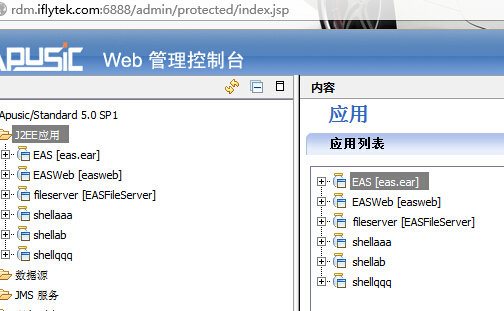 rdm.iflytek.com:6888/admin/protected/index.jsp
APUSIC Web 管理控制台
Apusic/Standard 5.0 SP1
J2EE应用
EAS [eas.ear]
EASWeb [easweb]
fileserver [EASFileServer]
shellaaa
shellab
shellqqq
数据源
JMS 服务
内容
应用
应用列表
EAS [eas.ear]
EASWeb [easweb]
fileserver [EASFileServer]
shellaaa
shellab
shellqqq